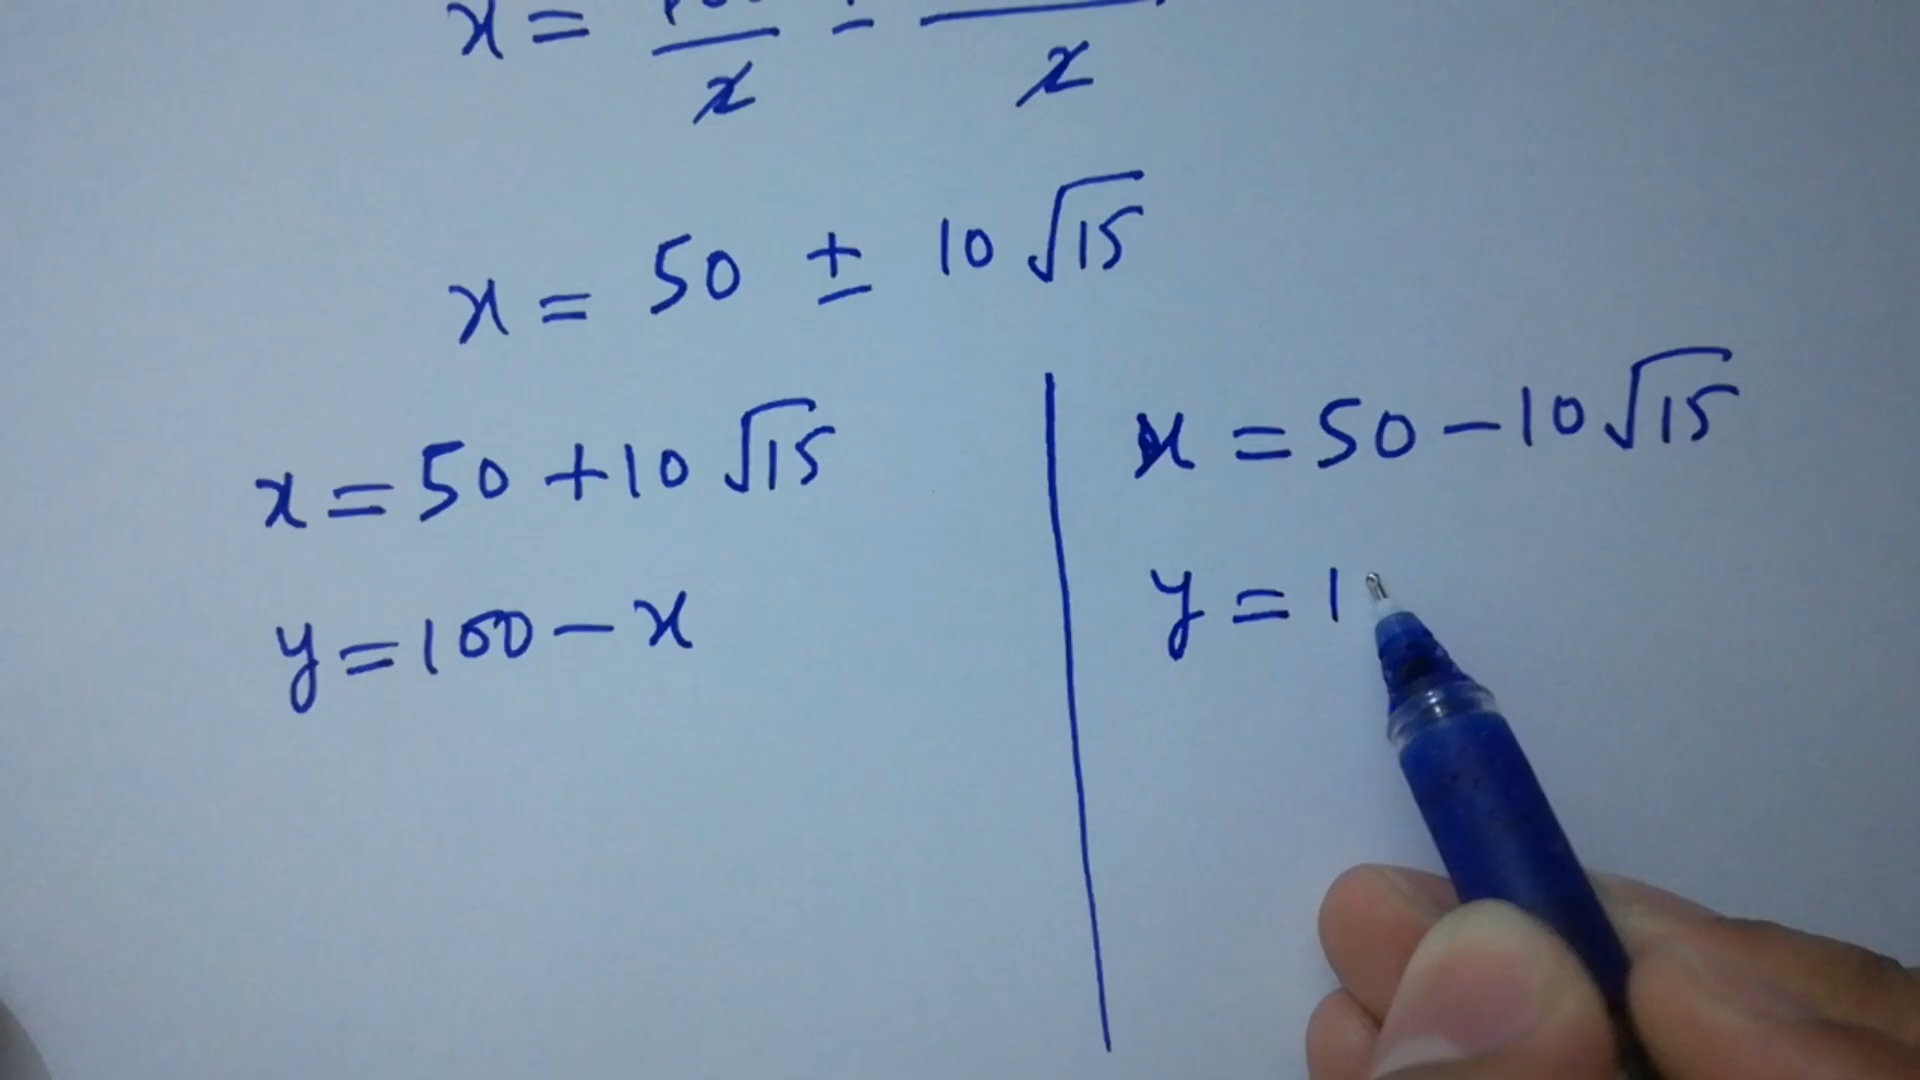 x =
x = 50 ± 10√15
x = 50 + 10√15
y = 100 - x
x = 50 - 10√15
y = 1